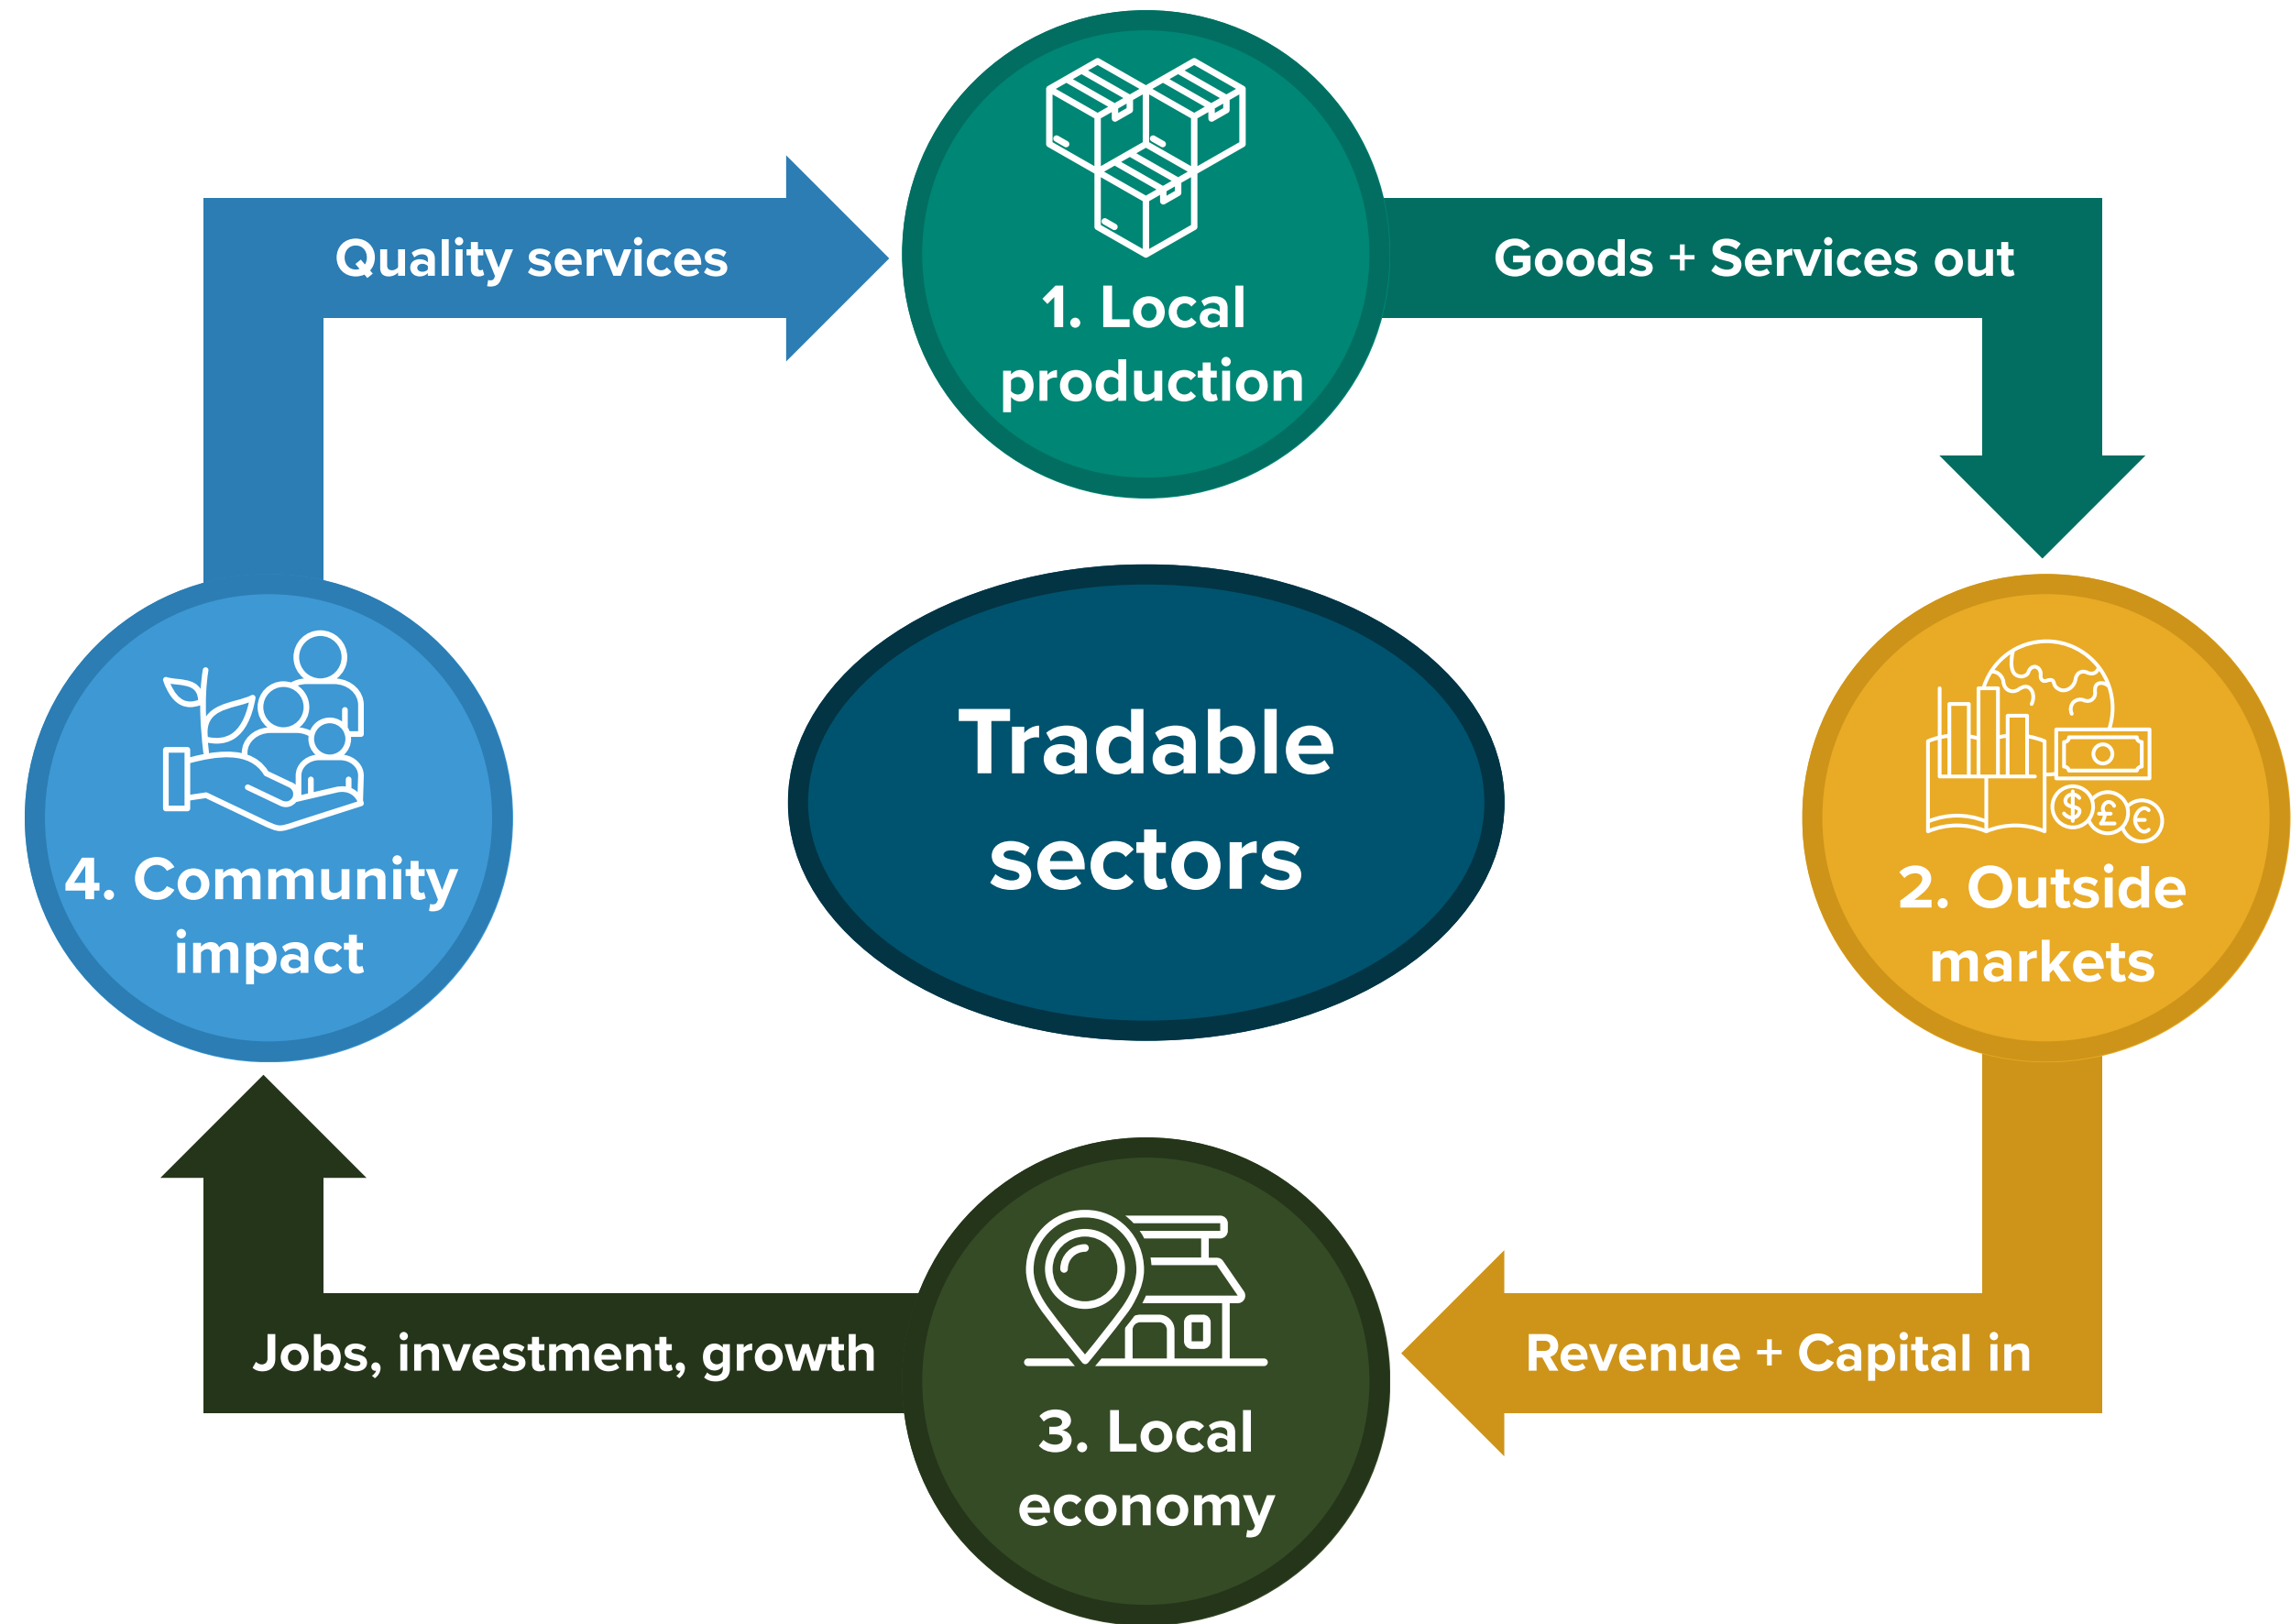 1. Local
production
Quality services
Goods + Services out
Tradable
sectors
4. Community
impact
$ £ €
2. Outside
markets
Jobs, investment, growth
Revenue + Capital in
3. Local
economy